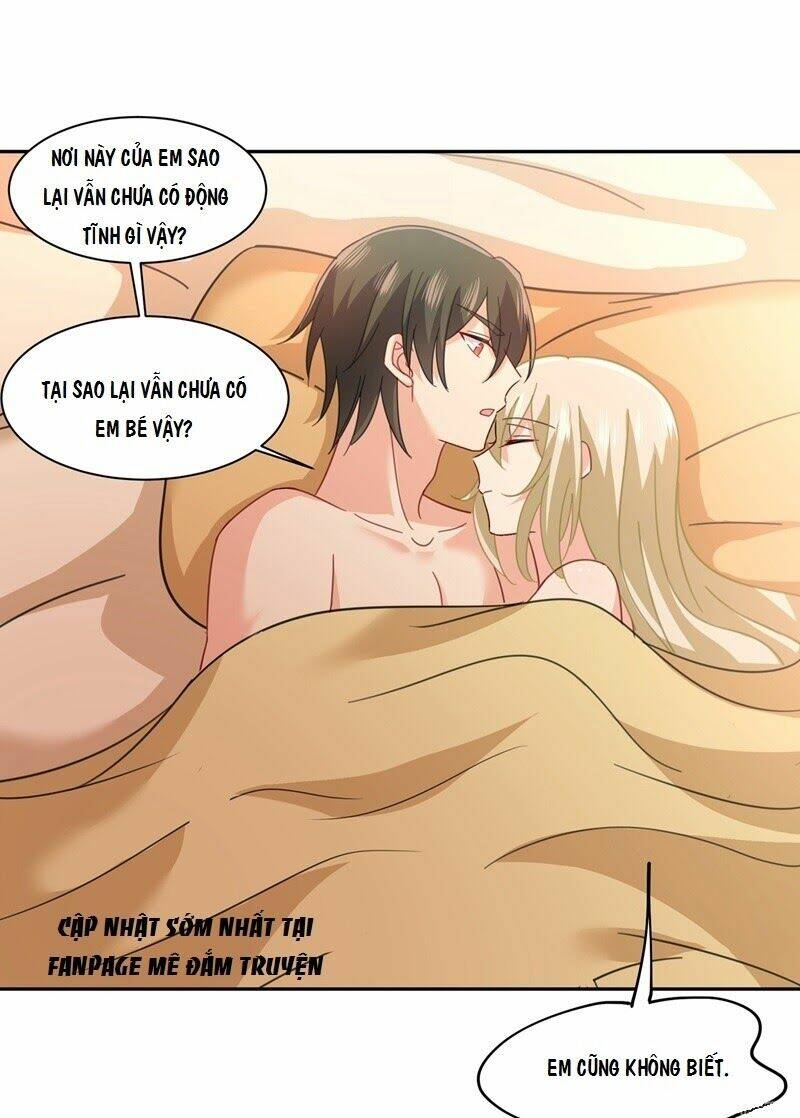 NƠI NÀY CỦA EM SAO
LẠI VẪN CHƯA CÓ ĐỘNG
TĨNH GÌ VẬY?
TẠI SAO LẠI VẪN CHƯA CÓ
EM BÉ VẬY?
CẬP NHẬT SỚM NHẤT TẠI
FANPAGE MÊ ĐẮM TRUYỆN
EM CŨNG KHÔNG BIẾT.